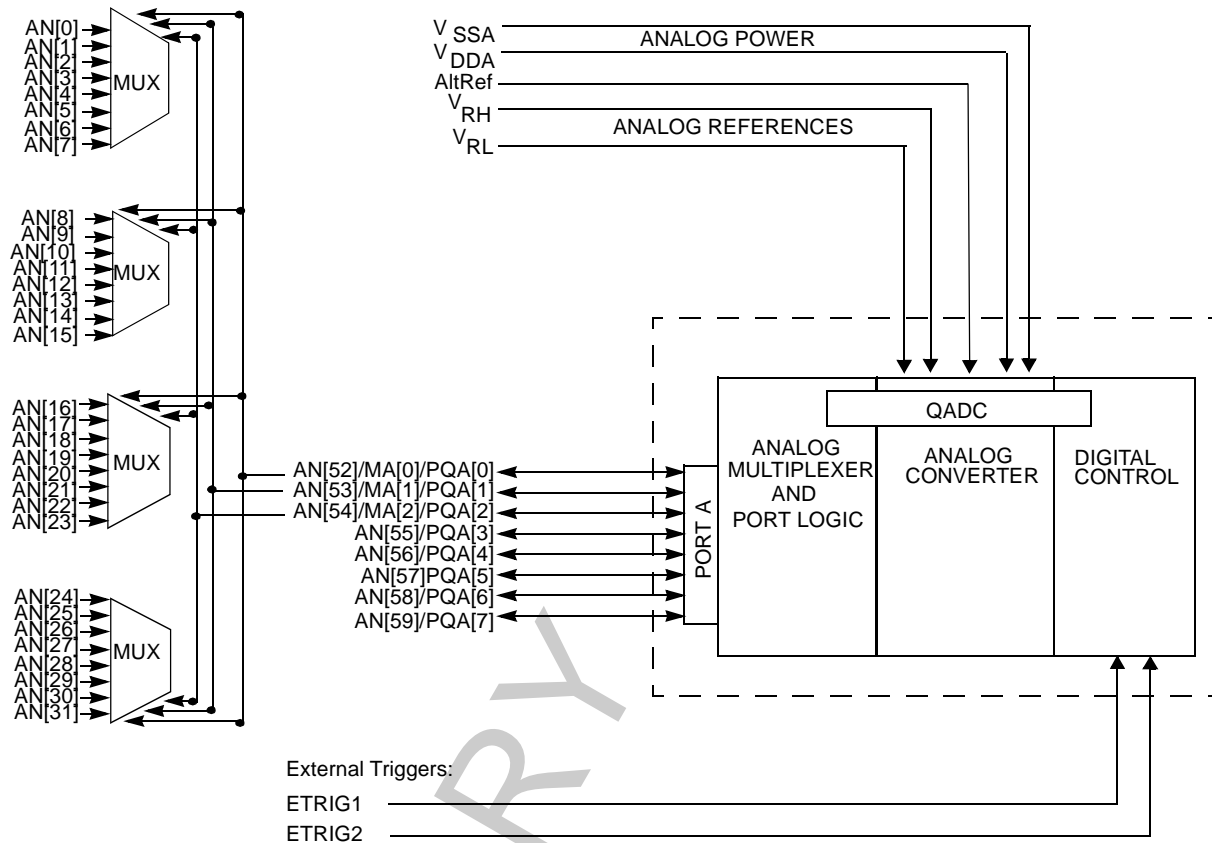 AN[0]
AN[1]
AN[2]
AN[3]
AN[4]
AN[5]
AN[6]
AN[7]
MUX
AN[8]
AN[9]
AN[10]
AN[11]
AN[12]
AN[13]
AN[14]
AN[15]
MUX
AN[16]
AN[17]
AN[18]
AN[19]
AN[20]
AN[21]
AN[22]
AN[23]
MUX
AN[24]
AN[25]
AN[26]
AN[27]
AN[28]
AN[29]
AN[30]
AN[31]
MUX
V SSA
ANALOG POWER
V DDA
AltRef
V RH
ANALOG REFERENCES
V RL
AN[52]/MA[0]/PQA[0]
AN[53]/MA[1]/PQA[1]
AN[54]/MA[2]/PQA[2]
AN[55]/PQA[3]
AN[56]/PQA[4]
AN[57]PQA[5]
AN[58]/PQA[6]
AN[59]/PQA[7]
PORT A
QADC
ANALOG
MULTIPLEXER
AND
PORT LOGIC
ANALOG
CONVERTER
DIGITAL
CONTROL
External Triggers:
ETRIG1
ETRIG2
RY